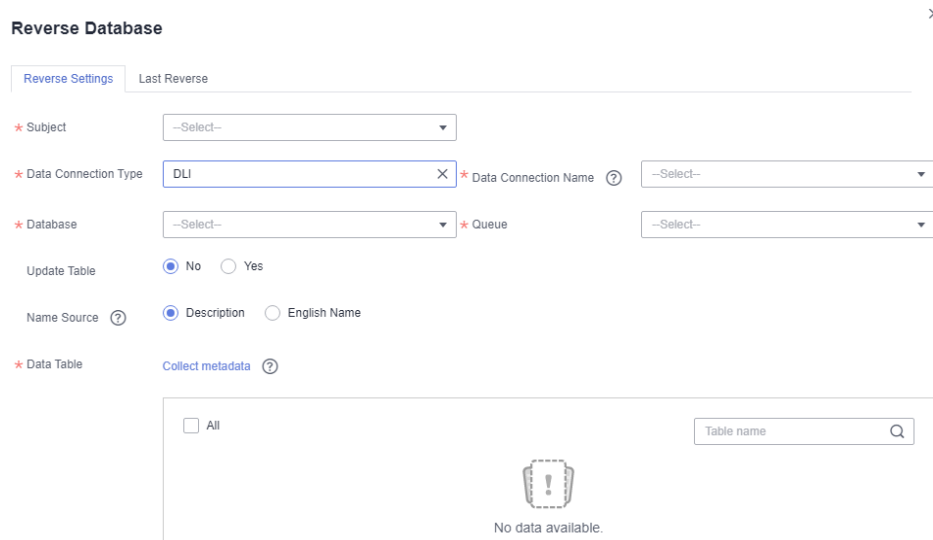 Reverse Database
Reverse Settings Last Reverse
* Subject --Select--
* Data Connection Type DLI * Data Connection Name ? --Select--
* Database --Select-- * Queue --Select--
Update Table No Yes
Name Source ? Description English Name
* Data Table Collect metadata ?
All Table name
No data available.